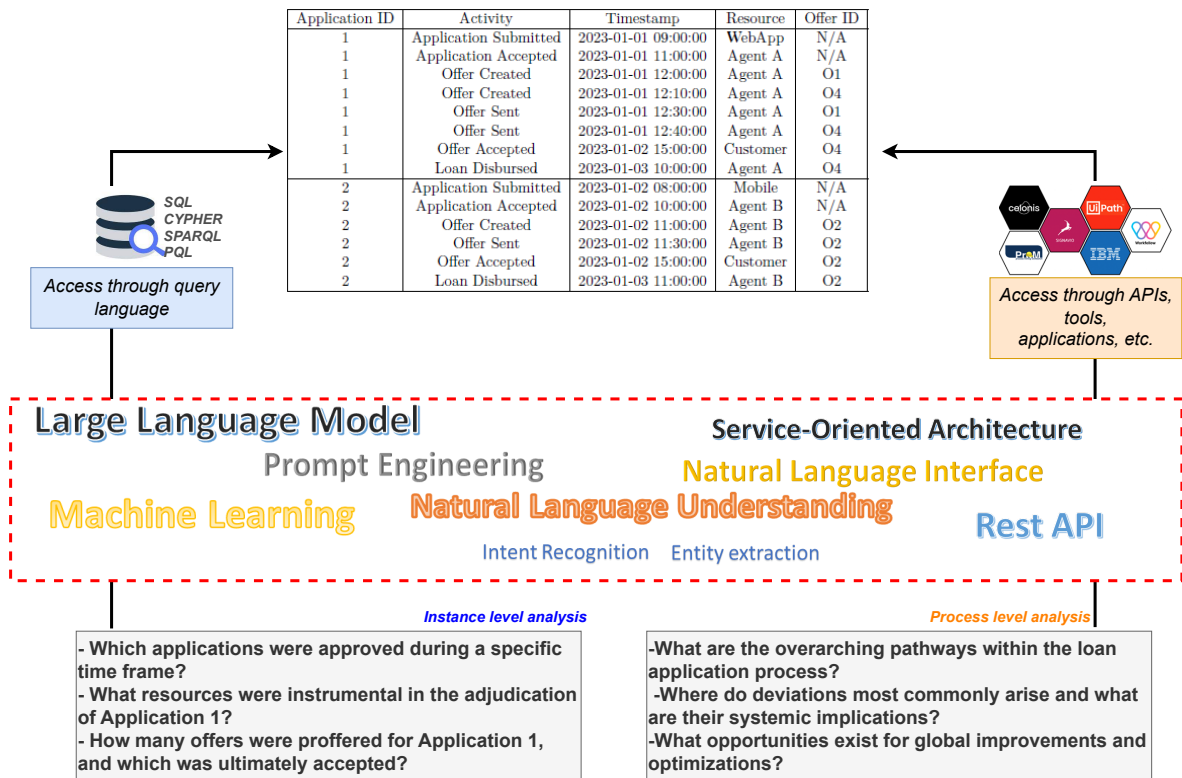 Application ID Activity Timestamp Resource Offer ID
1 Application Submitted 2023-01-01 09:00:00 WebApp N/A
1 Application Accepted 2023-01-01 11:00:00 Agent A N/A
1 Offer Created 2023-01-01 12:00:00 Agent A O1
1 Offer Created 2023-01-01 12:10:00 Agent A O4
1 Offer Sent 2023-01-01 12:30:00 Agent A O1
1 Offer Sent 2023-01-01 12:40:00 Agent A O4
1 Offer Accepted 2023-01-02 15:00:00 Customer O4
1 Loan Disbursed 2023-01-03 10:00:00 Agent A O4
2 Application Submitted 2023-01-02 08:00:00 Mobile N/A
2 Application Accepted 2023-01-02 10:00:00 Agent B N/A
2 Offer Created 2023-01-02 11:00:00 Agent B O2
2 Offer Sent 2023-01-02 11:30:00 Agent B O2
2 Offer Accepted 2023-01-02 15:00:00 Customer O2
2 Loan Disbursed 2023-01-03 11:00:00 Agent B O2
SQL
CYPHER
SPARQL
PQL
Access through query
language
celonis
UiPath
SIGNAVIO
Workfellow
ProM
IBM
Access through APIs,
tools,
applications, etc.
Large Language Model
Service-Oriented Architecture
Prompt Engineering
Natural Language Interface
Machine Learning
Natural Language Understanding
Rest API
Intent Recognition
Entity extraction
Instance level analysis
- Which applications were approved during a specific
time frame?
- What resources were instrumental in the adjudication
of Application 1?
- How many offers were proffered for Application 1,
and which was ultimately accepted?
Process level analysis
-What are the overarching pathways within the loan
application process?
-Where do deviations most commonly arise and what
are their systemic implications?
-What opportunities exist for global improvements and
optimizations?